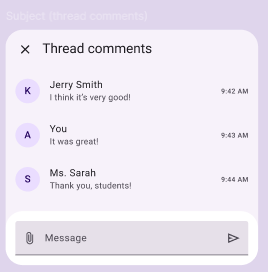 Subject (thread comments)
Thread comments
K
Jerry Smith
I think it's very good!
9:42 AM
A
You
It was great!
9:43 AM
S
Ms. Sarah
Thank you, students!
9:44 AM
Message